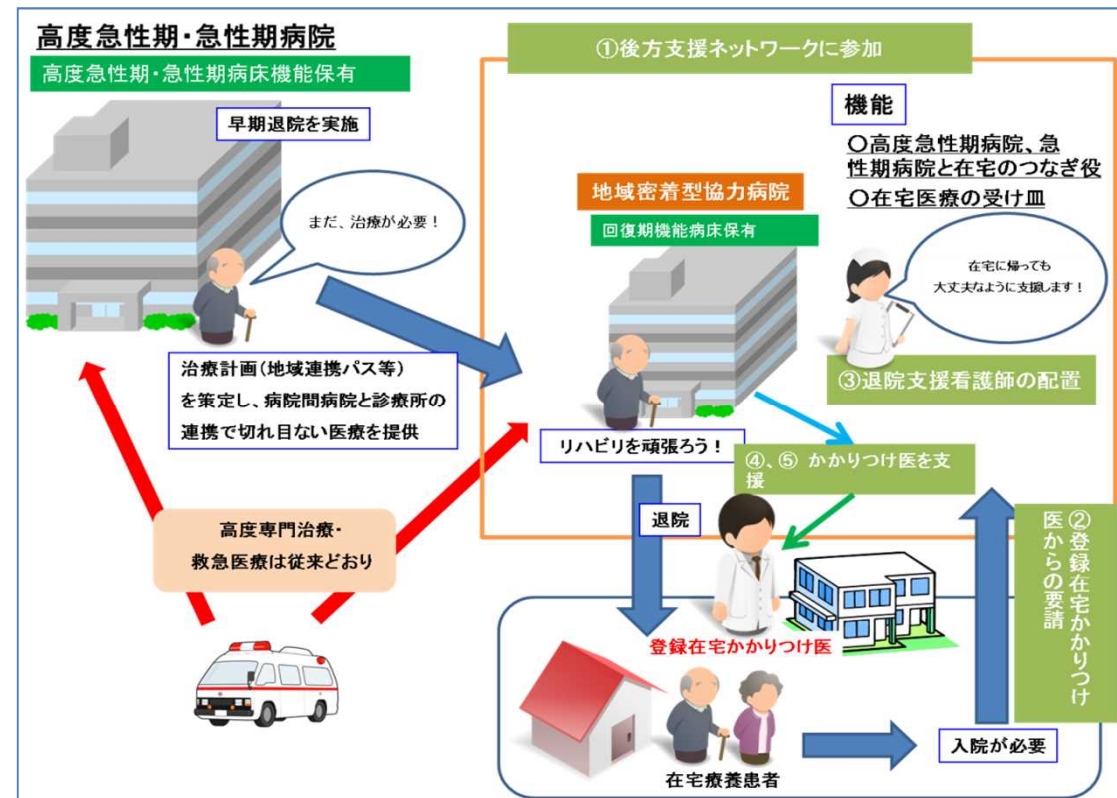 高度急性期・急性期病院
高度急性期・急性期病床機能保有
早期退院を実施
まだ、治療が必要！
治療計画（地域連携パス等）
を策定し、病院間病院と診療所の
連携で切れ目ない医療を提供
高度専門治療・
救急医療は従来どおり
①後方支援ネットワークに参加
機能
〇高度急性期病院、急
性期病院と在宅のつなぎ役
〇在宅医療の受け皿
地域密着型協力病院
回復期機能病床保有
在宅に帰っても
大丈夫なように支援します！
③退院支援看護師の配置
リハビリを頑張ろう！
④、⑤ かかりつけ医を支
援
退院
②登録在宅かかりつけ
医からの要請
登録在宅かかりつけ医
在宅療養患者
入院が必要